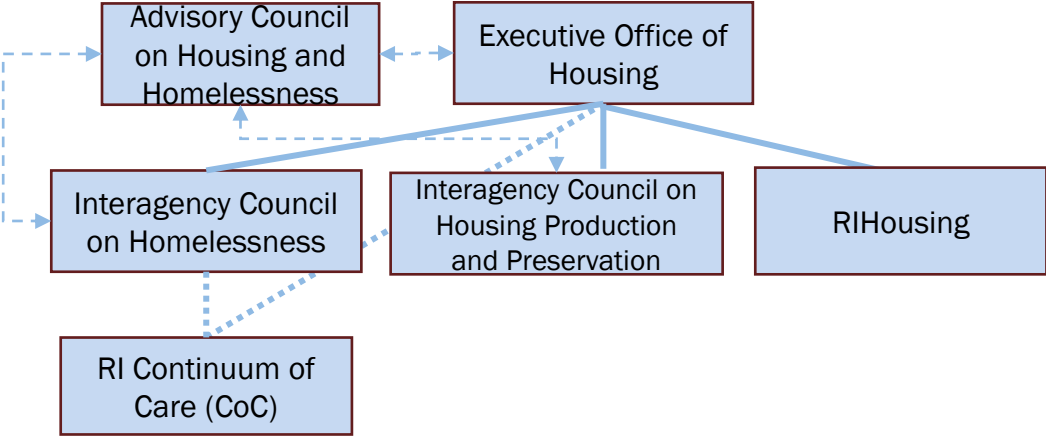 Advisory Council
on Housing and
Homelessness
Executive Office of
Housing
Interagency Council
on Homelessness
Interagency Council on
Housing Production
and Preservation
RIHousing
RI Continuum of
Care (CoC)